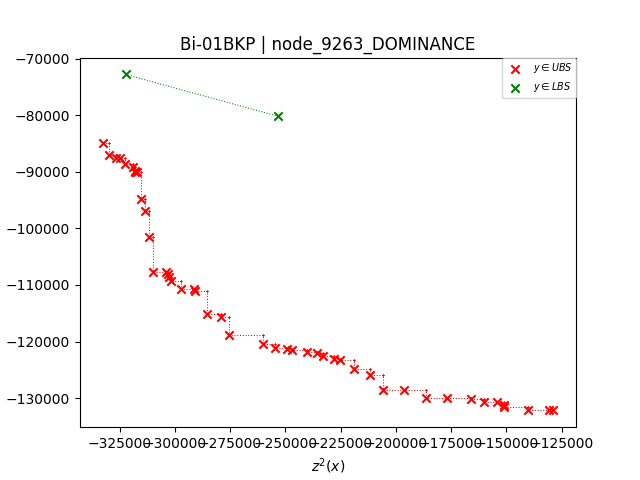 Bi-01BKP | node_9263_DOMINANCE
y ∈ UBS
y ∈ LBS
−70000
−80000
−90000
−100000
−110000
−120000
−130000
−325000 −300000 −275000 −250000 −225000 −200000 −175000 −150000 −125000
z²(x)